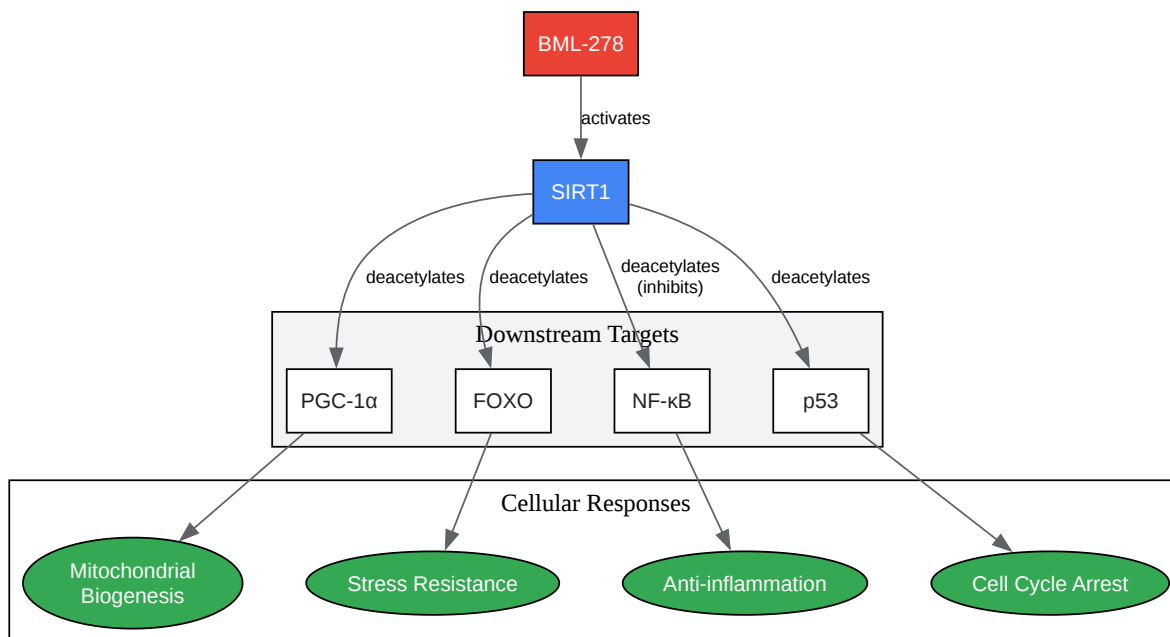 BML-278
activates
SIRT1
deacetylates
deacetylates
deacetylates
(inhibits)
deacetylates
Downstream Targets
PGC-1α
FOXO
NF-κB
p53
Cellular Responses
Mitochondrial
Biogenesis
Stress Resistance
Anti-inflammation
Cell Cycle Arrest